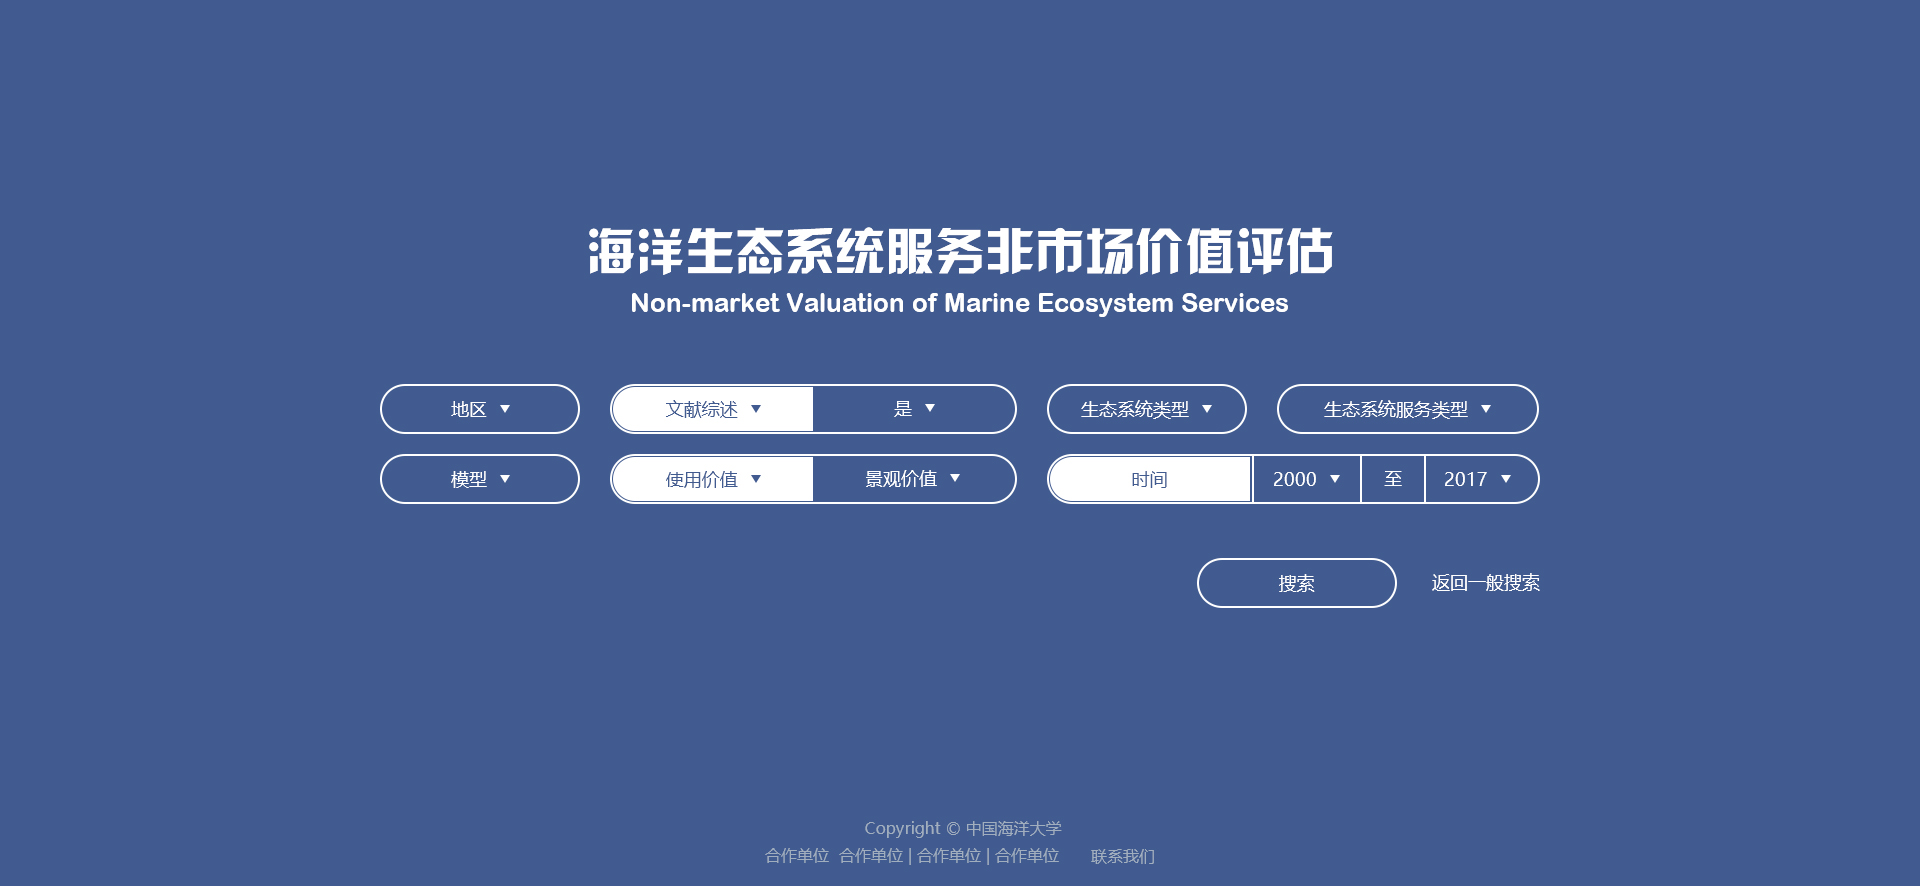 海洋生态系统服务非市场价值评估
Non-market Valuation of Marine Ecosystem Services
地区 文献综述 是 生态系统类型 生态系统服务类型
模型 使用价值 景观价值 时间 2000 至 2017
搜索 返回一般搜索
Copyright © 中国海洋大学
合作单位 合作单位 | 合作单位 | 合作单位 联系我们